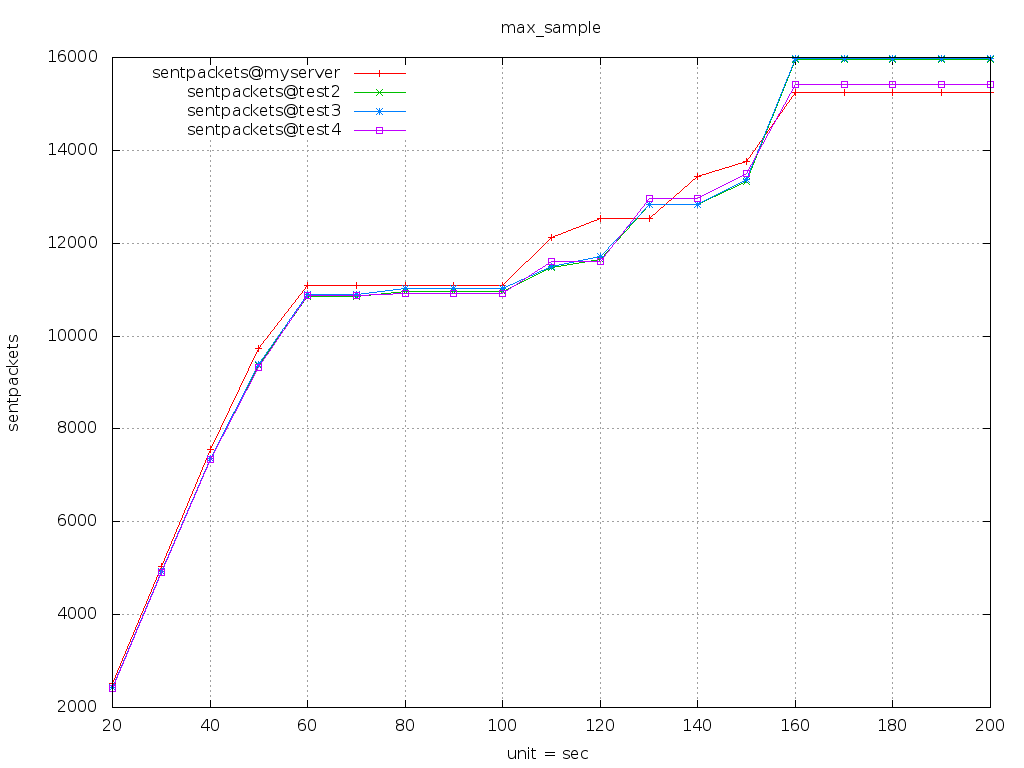 max_sample
16000
14000
12000
10000
8000
6000
4000
2000
sentpackets
sentpackets@myserver
sentpackets@test2
sentpackets@test3
sentpackets@test4
20 40 60 80 100 120 140 160 180 200
unit = sec